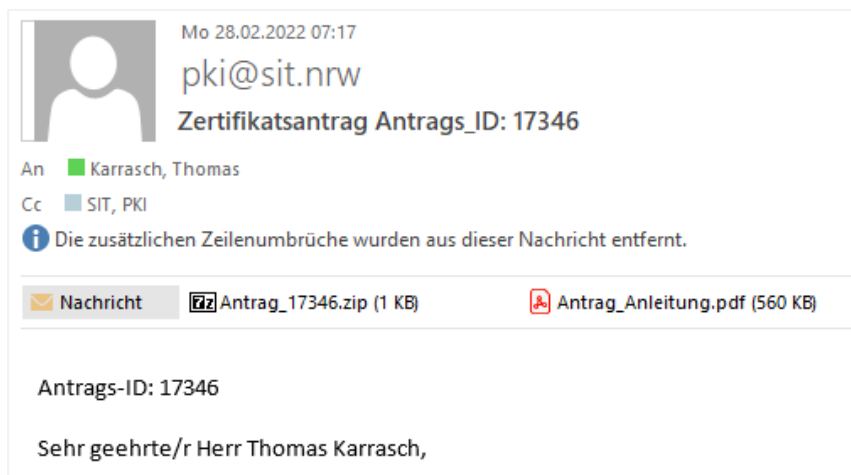 Mo 28.02.2022 07:17
pki@sit.nrw
Zertifikatsantrag Antrags_ID: 17346
An Karrasch, Thomas
Cc SIT, PKI
Die zusätzlichen Zeilenumbrüche wurden aus dieser Nachricht entfernt.
Nachricht 7z Antrag_17346.zip (1 KB) Antrag_Anleitung.pdf (560 KB)
Antrags-ID: 17346
Sehr geehrte/r Herr Thomas Karrasch,